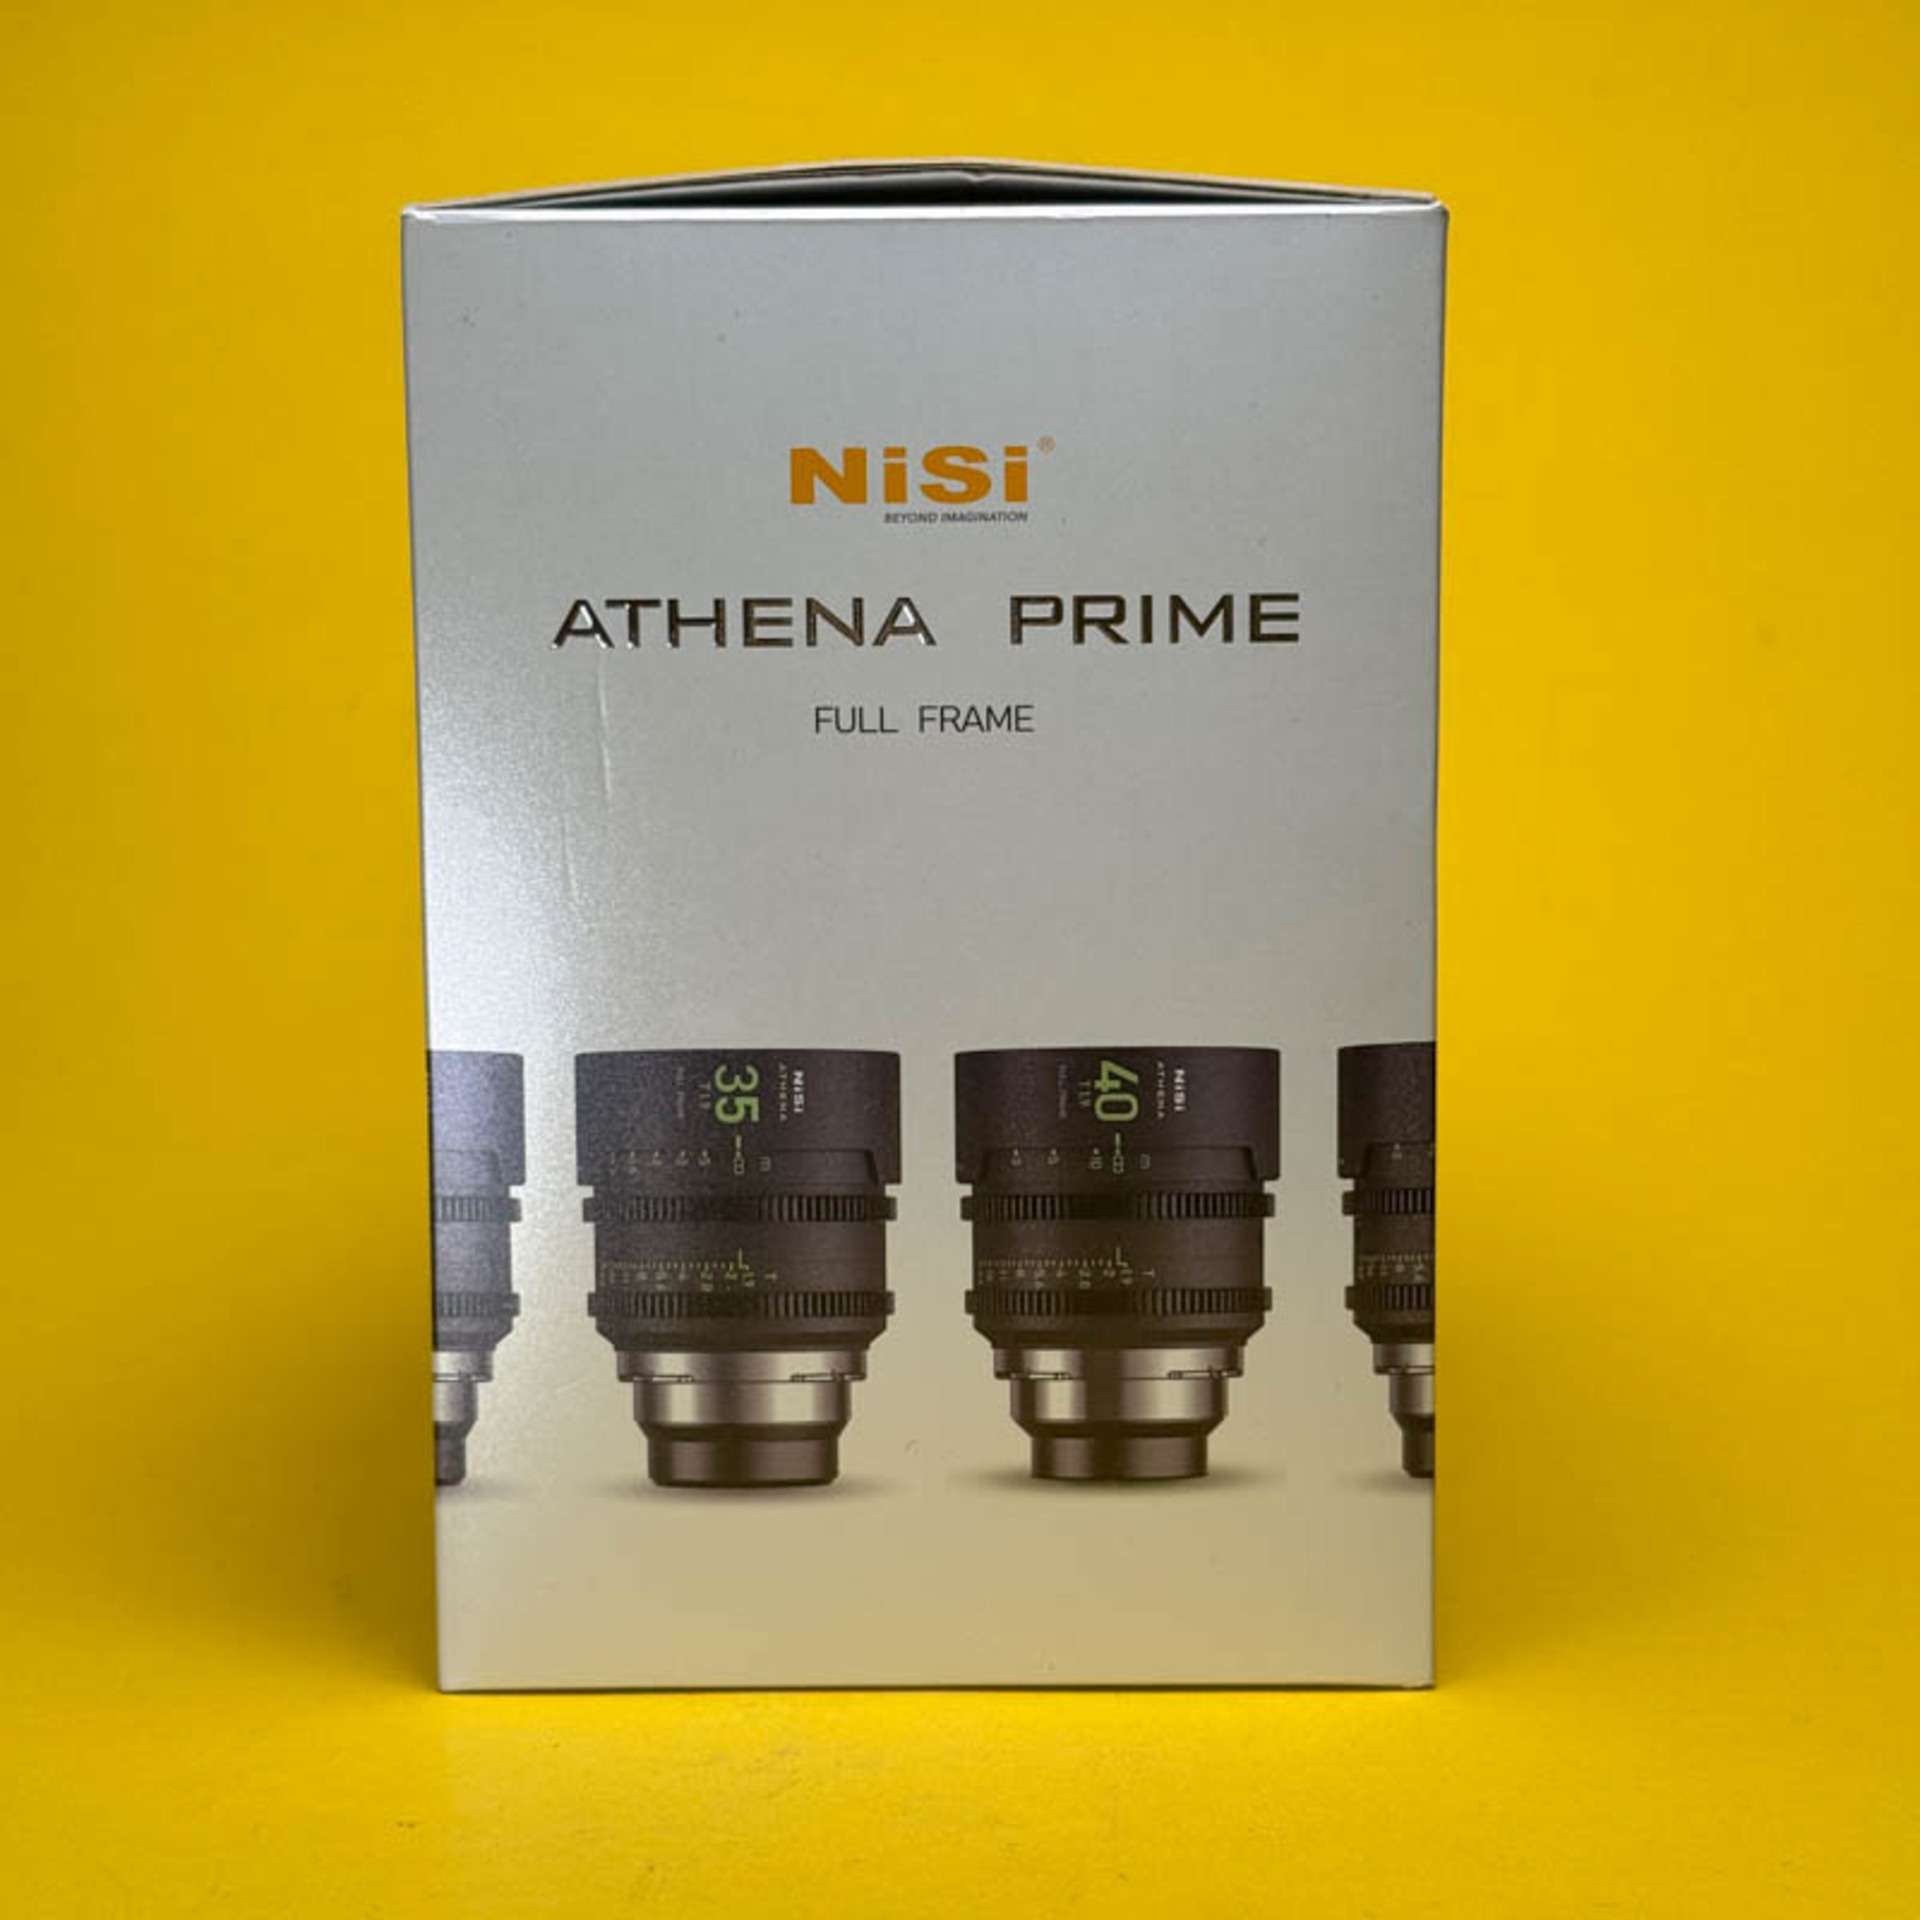 NiSi®
BEYOND IMAGINATION
ATHENA PRIME
FULL FRAME
NiSi
ATHENA
35
T1.9
m
T
NiSi
ATHENA
40
T1.9
m
T